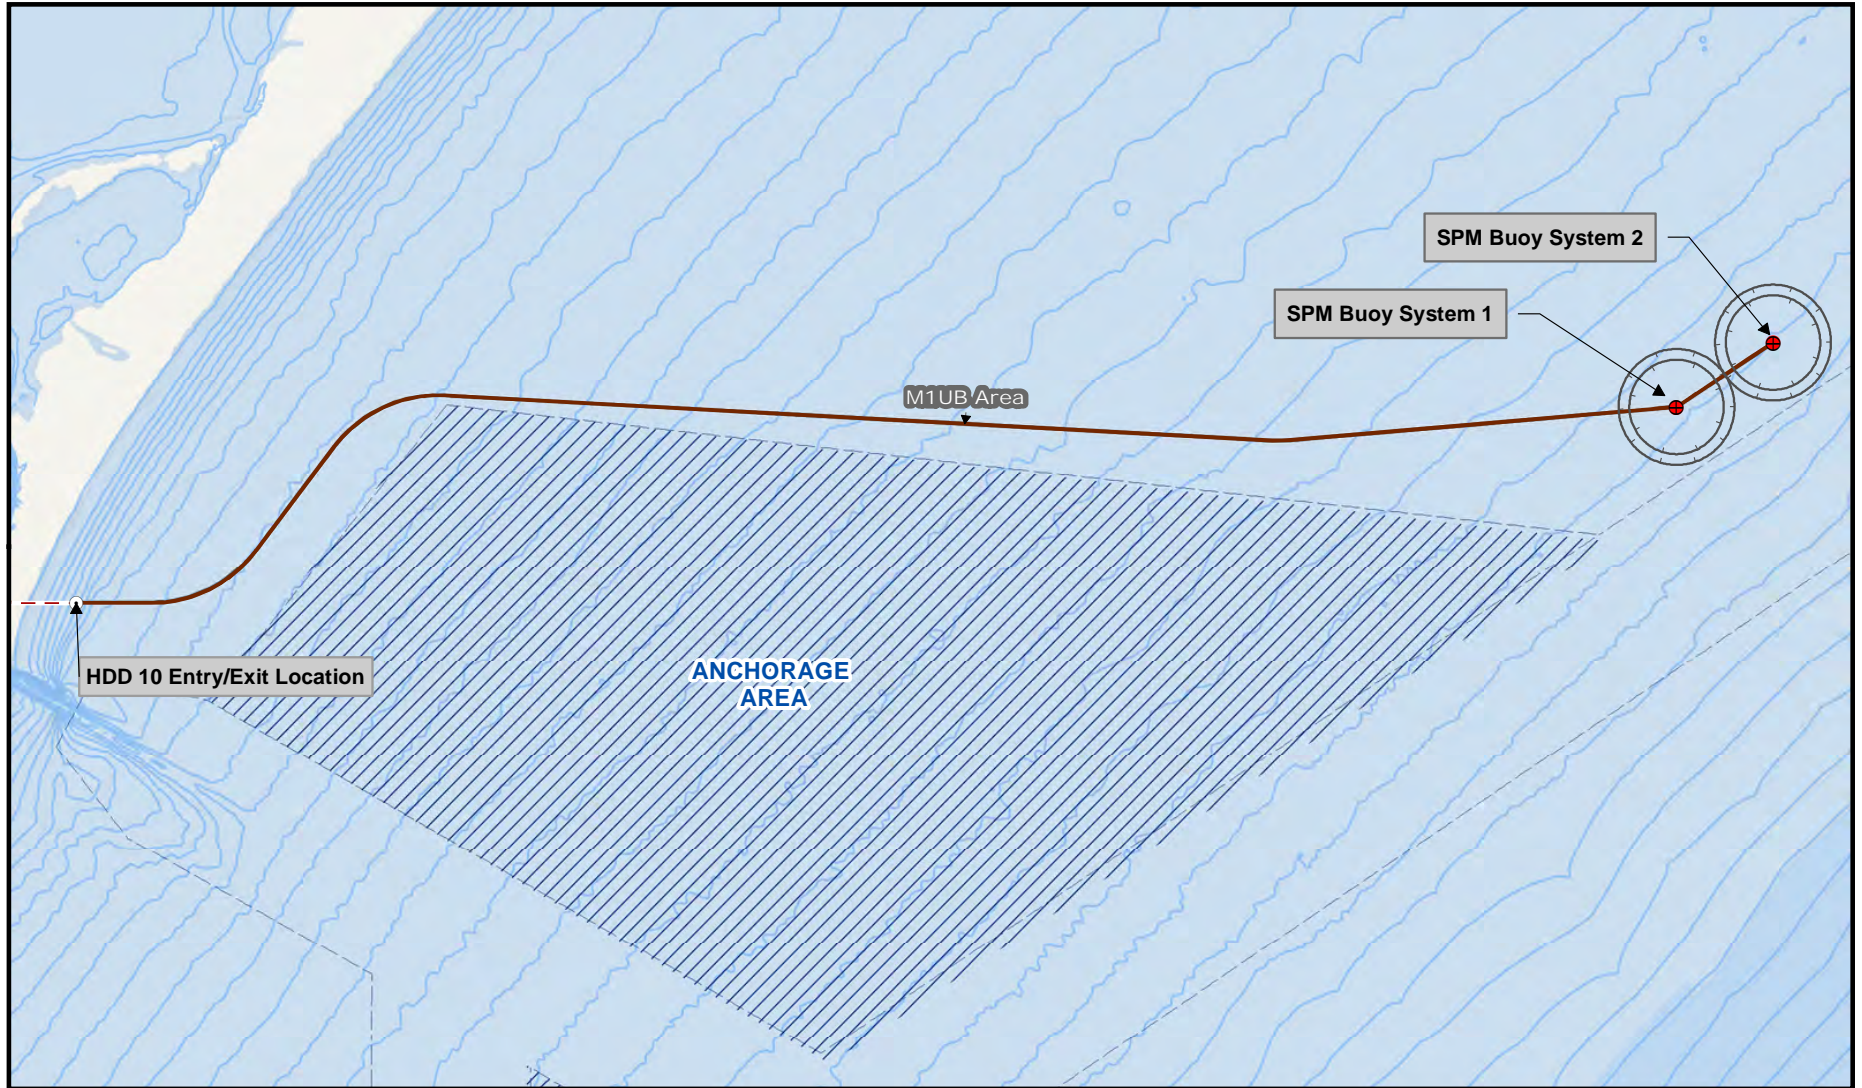 SPM Buoy System 2
SPM Buoy System 1
M1UB Area
HDD 10 Entry/Exit Location
ANCHORAGE
AREA